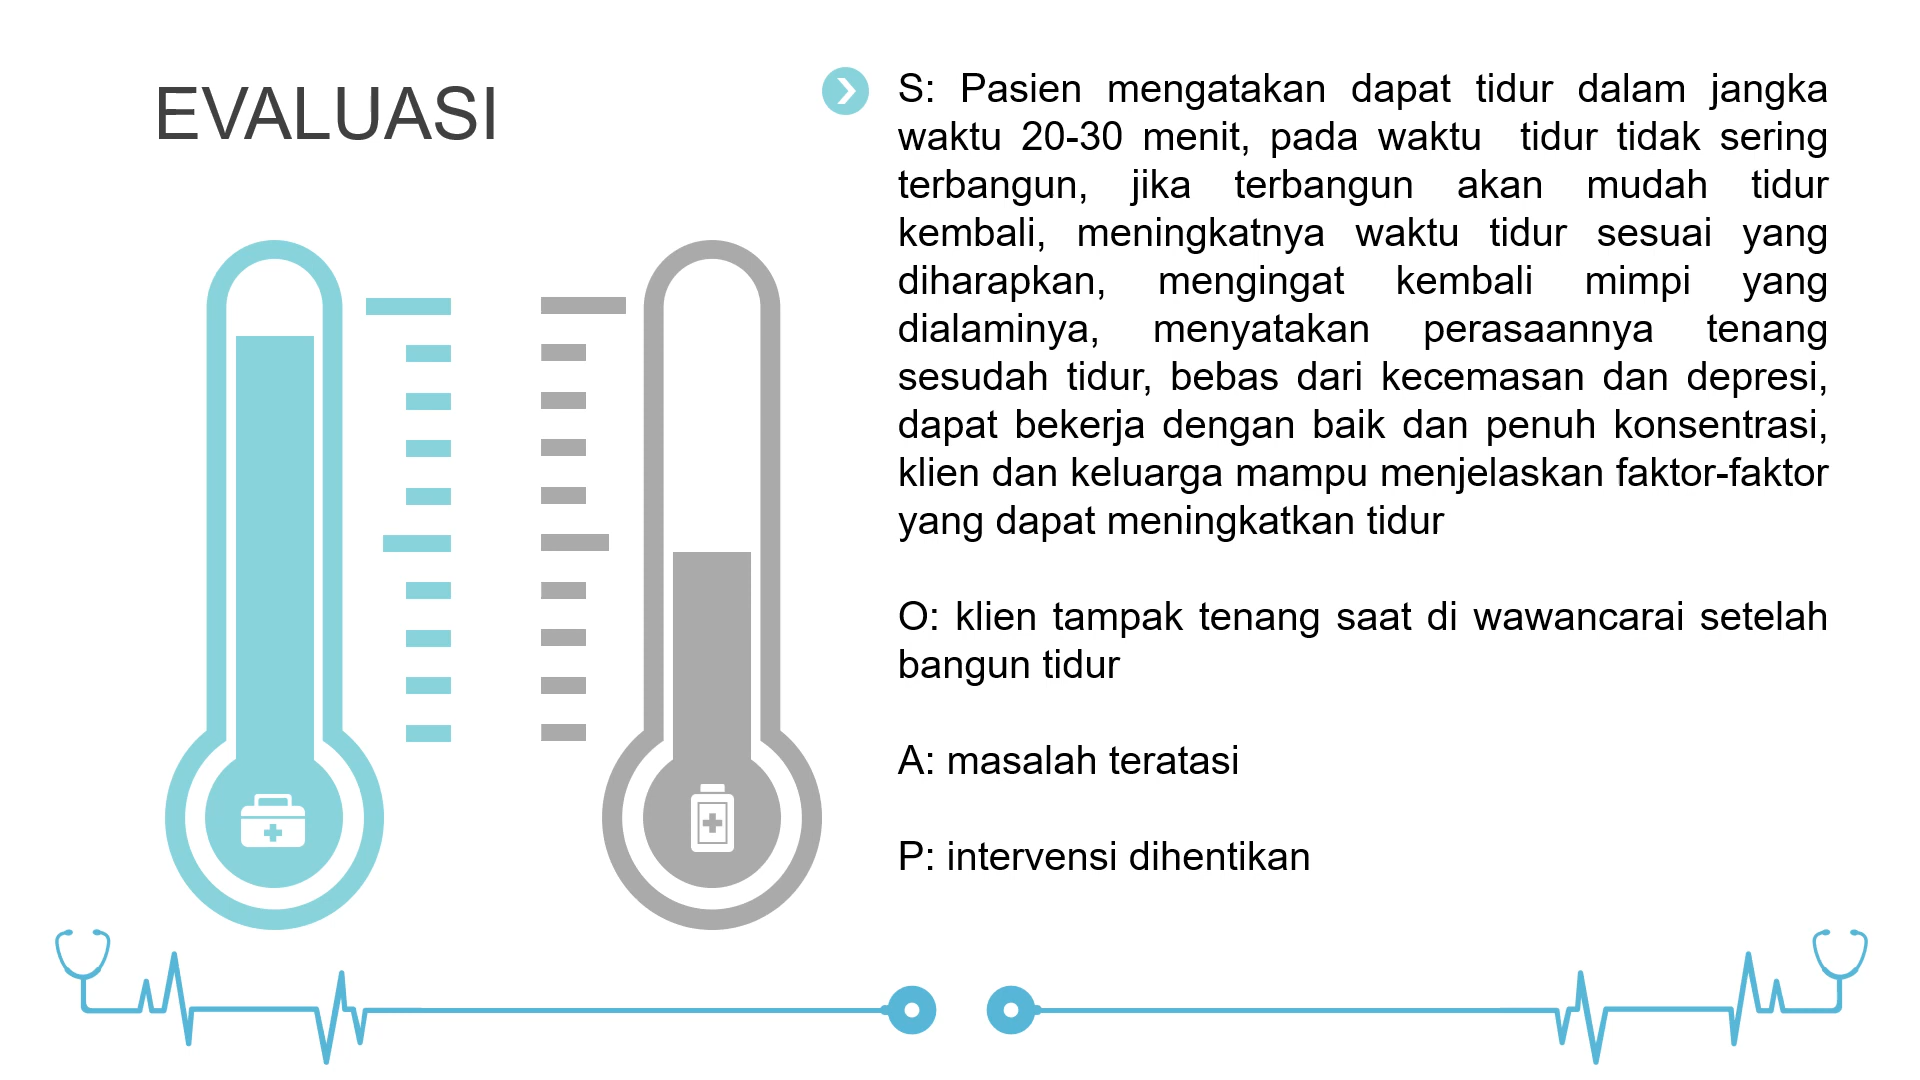 EVALUASI
S: Pasien mengatakan dapat tidur dalam jangka
waktu 20-30 menit, pada waktu tidur tidak sering
terbangun, jika terbangun akan mudah tidur
kembali, meningkatnya waktu tidur sesuai yang
diharapkan, mengingat kembali mimpi yang
dialaminya, menyatakan perasaannya tenang
sesudah tidur, bebas dari kecemasan dan depresi,
dapat bekerja dengan baik dan penuh konsentrasi,
klien dan keluarga mampu menjelaskan faktor-faktor
yang dapat meningkatkan tidur
O: klien tampak tenang saat di wawancarai setelah
bangun tidur
A: masalah teratasi
P: intervensi dihentikan